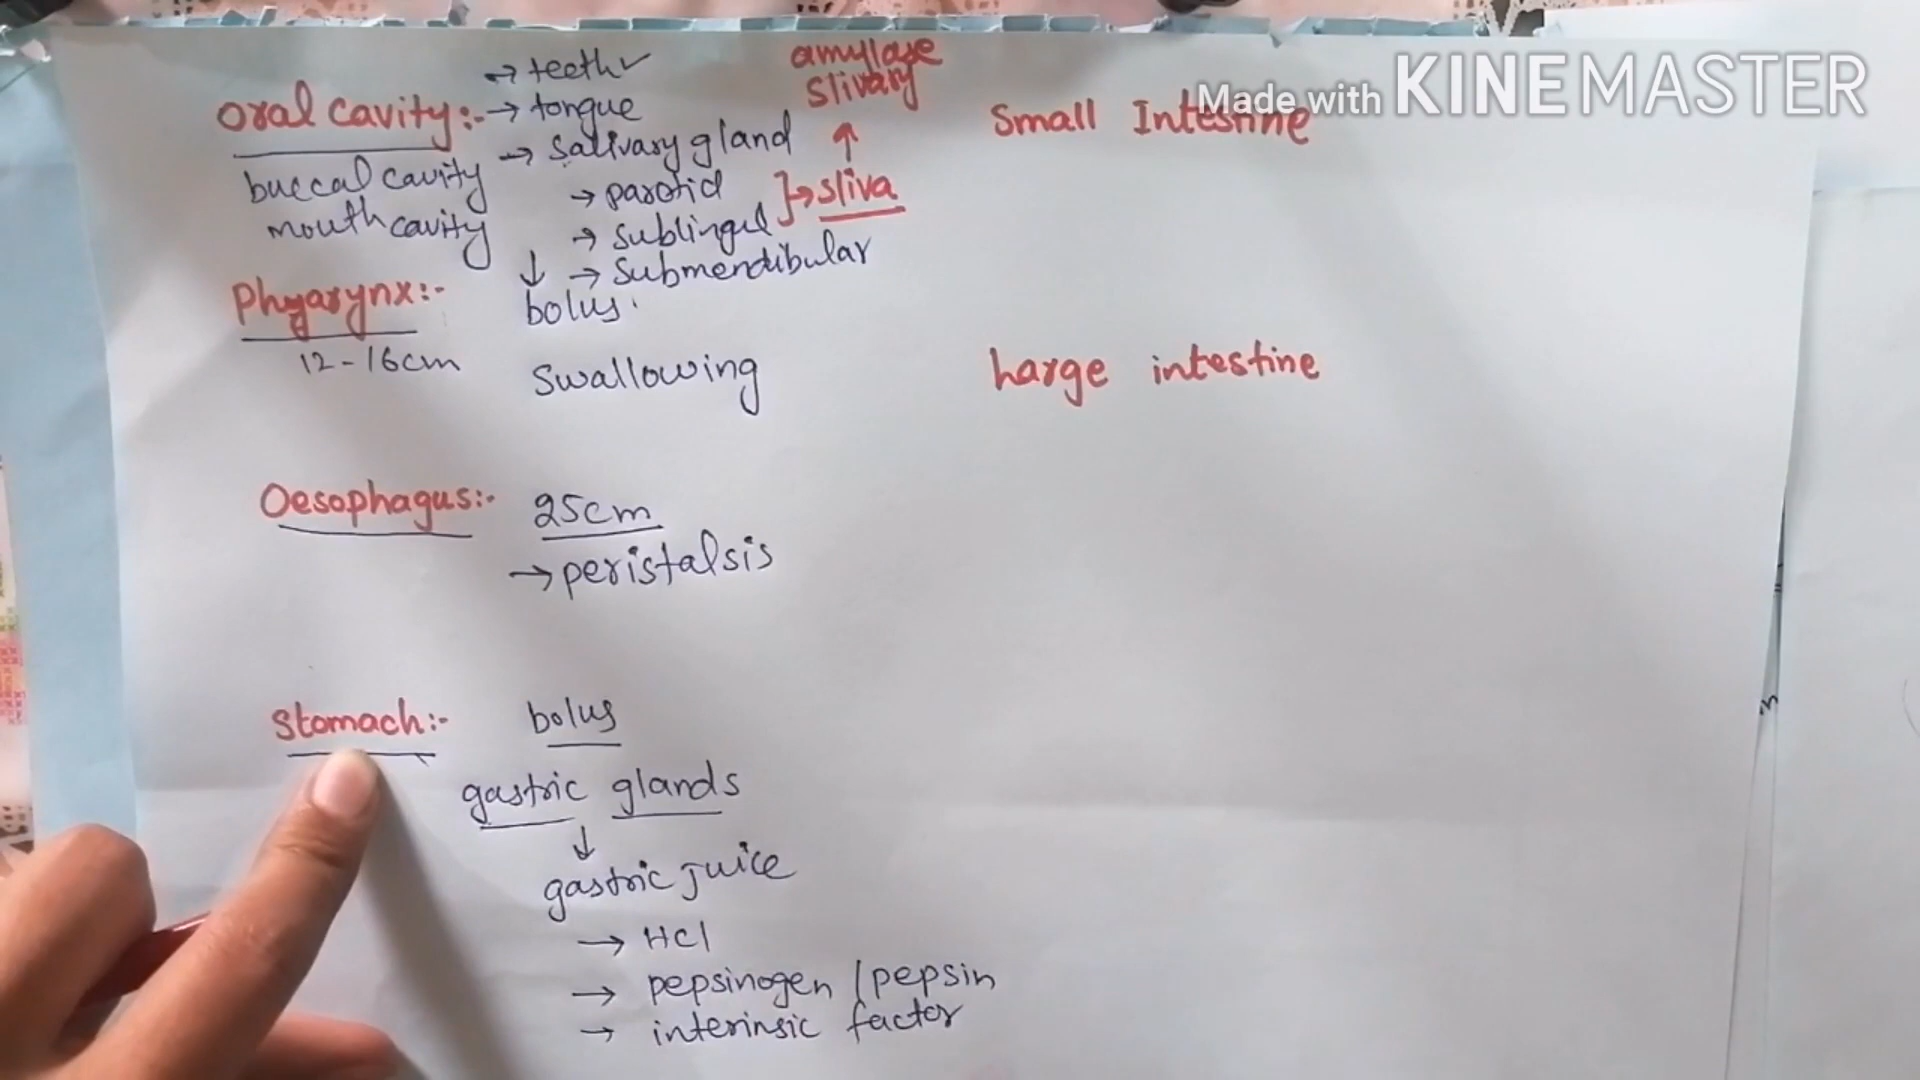 → teeth
Oral cavity:- → tongue
buccal cavity → Salivary gland
mouth cavity → parotid
→ Sublingul
→ Submendibular
} → Sliva
↑
amylase
Slivary
↓
bolus
Phyarynx:-
12-16cm
Swallowing
Oesophagus:- 25cm
→ peristalsis
Stomach:- bolus
gastric glands
↓
gastric juice
→ HCl
→ pepsinogen / pepsin
→ interinsic factor
Made with KINEMASTER
Small Intestine
Large intestine